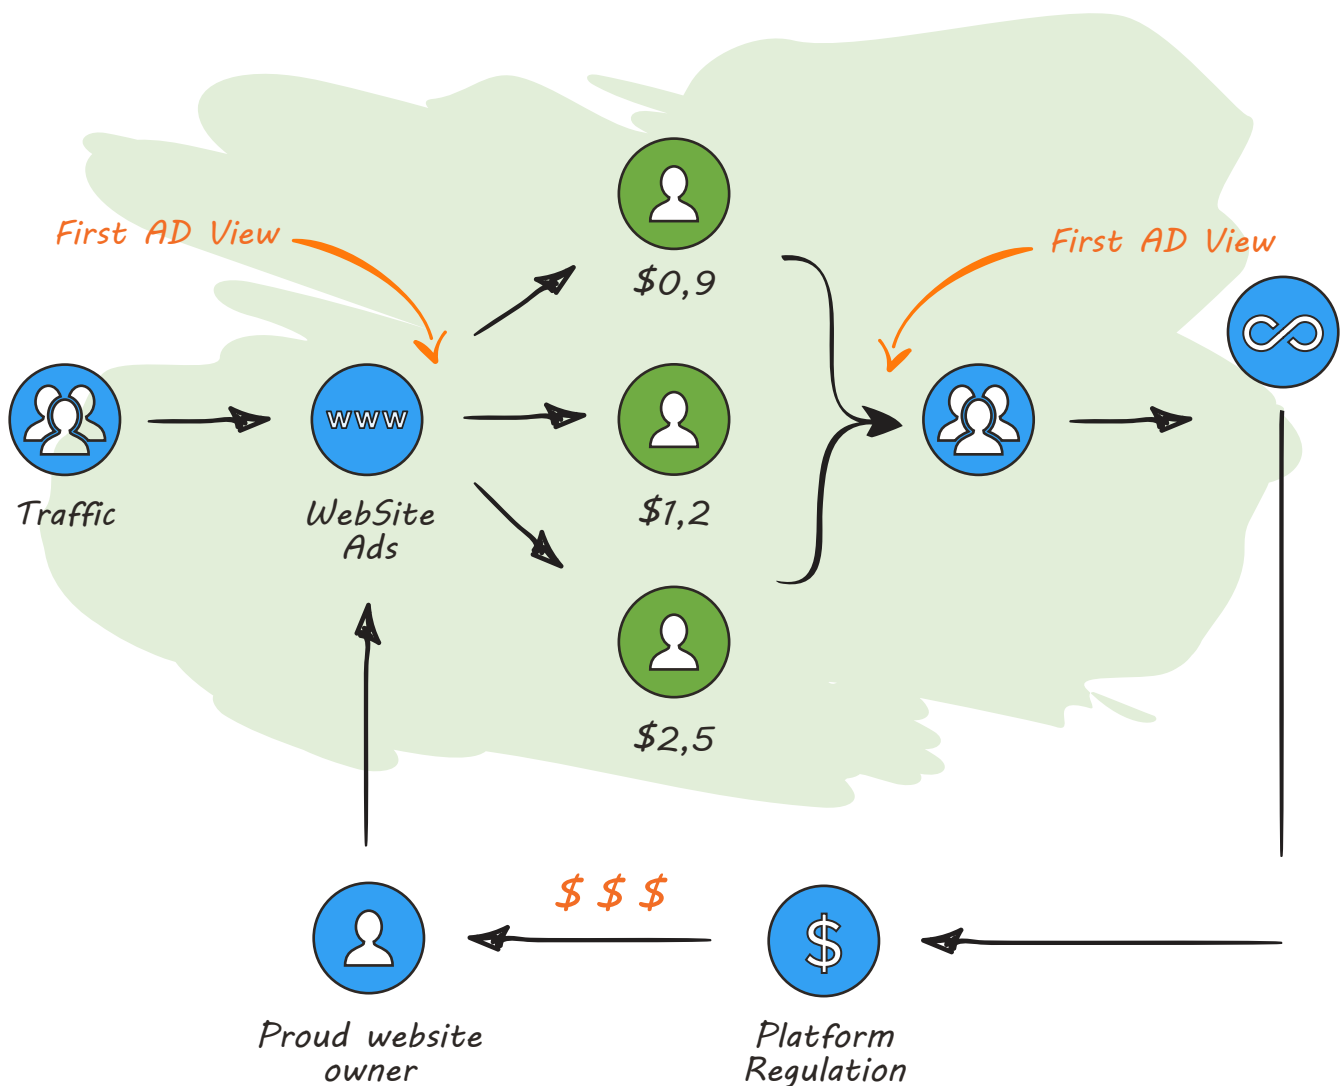 First AD View
First AD View
$0,9
www
Traffic
WebSite
Ads
$1,2
$2,5
$ $ $
$
Proud website
owner
Platform
Regulation